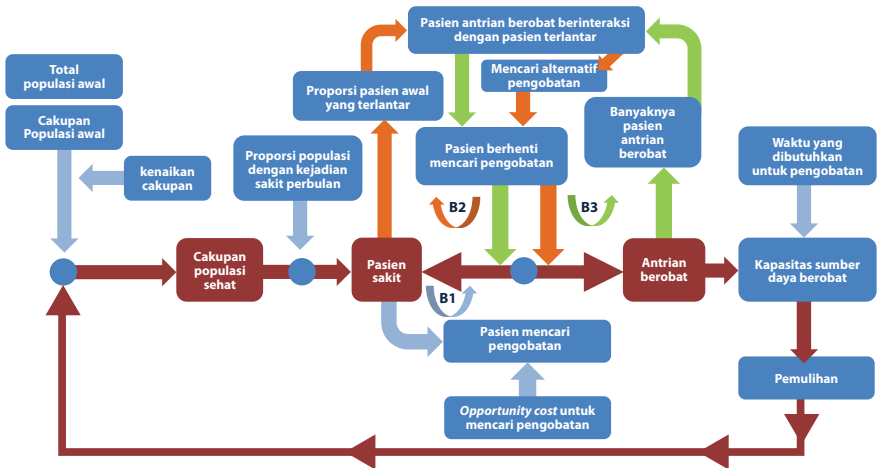 Pasien antrian berobat berinteraksi
dengan pasien terlantar
Total
populasi awal
Mencari alternatif
pengobatan
Proporsi pasien awal
yang terlantar
Cakupan
Populasi awal
Banyaknya
pasien
antrian
berobat
Pasien berhenti
mencari pengobatan
Waktu yang
dibutuhkan
untuk pengobatan
Proporsi populasi
dengan kejadian
sakit perbulan
kenaikan
cakupan
B2
B3
Cakupan
populasi
sehat
Pasien
sakit
Antrian
berobat
Kapasitas sumber
daya berobat
B1
Pasien mencari
pengobatan
Pemulihan
Opportunity cost untuk
mencari pengobatan